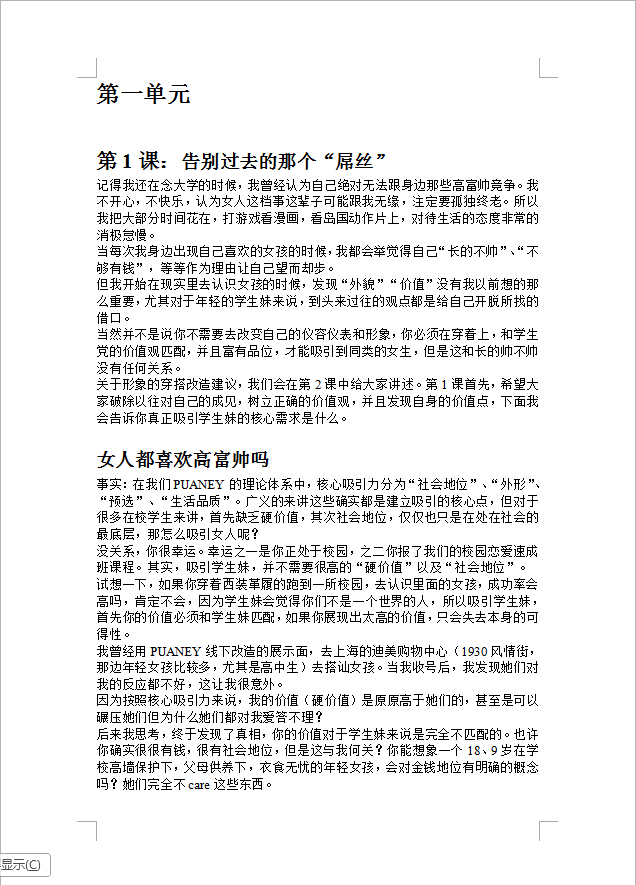 第一单元
第 1 课：告别过去的那个“屌丝”
记得我还在念大学的时候，我曾经认为自己绝对无法跟身边那些高富帅竞争。我
不开心，不快乐，认为女人这档事这辈子可能跟我无缘，注定要孤独终老。所以
我把大部分时间花在，打游戏看漫画，看岛国动作片上，对待生活的态度非常的
消极怠慢。
当每次我身边出现自己喜欢的女孩的时候，我都会举觉得自己“长的不帅”、“不
够有钱”，等等作为理由让自己望而却步。
但我开始在现实里去认识女孩的时候，发现“外貌”“价值”没有我以前想的那
么重要，尤其对于年轻的学生妹来说，到头来过往的观点都是给自己开脱所找的
借口。
当然并不是说你不需要去改变自己的仪容仪表和形象，你必须在穿着上，和学生
党的价值观匹配，并且富有品位，才能吸引到同类的女生，但是这和长的帅不帅
没有任何关系。
关于形象的穿搭改造建议，我们会在第 2 课中给大家讲述。第 1 课首先，希望大
家破除以往对自己的成见，树立正确的价值观，并且发现自身的价值点，下面我
会告诉你真正吸引学生妹的核心需求是什么。
女人都喜欢高富帅吗
事实：在我们 PUANEY 的理论体系中，核心吸引力分为“社会地位”、“外形”、
“预选”、“生活品质”。广义的来讲这些确实都是建立吸引的核心点，但对于
很多在校学生来讲，首先缺乏硬价值，其次社会地位，仅仅也只是在处在社会的
最底层，那怎么吸引女人呢？
没关系，你很幸运。幸运之一是你正处于校园，之二你报了我们的校园恋爱速成
班课程。其实，吸引学生妹，并不需要很高的“硬价值”以及“社会地位”。
试想一下，如果你穿着西装革履的跑到一所校园，去认识里面的女孩，成功率会
高吗，肯定不会，因为学生妹会觉得你们不是一个世界的人，所以吸引学生妹，
首先你的价值必须和学生妹匹配，如果你展现出太高的价值，只会失去本身的可
得性。
我曾经用 PUANEY 线下改造的展示面，去上海的迪美购物中心（1930 风情街，
那边年轻女孩比较多，尤其是高中生）去搭讪女孩。当我收号后，我发现她们对
我的反应都不好，这让我很意外。
因为按照核心吸引力来说，我的价值（硬价值）是原原高于她们的，甚至是可以
碾压她们但为什么她们都对我爱答不理？
后来我思考，终于发现了真相，你的价值对于学生妹来说是完全不匹配的。也许
你确实很很有钱，很有社会地位，但是这与我何关？你能想象一个 18、9 岁在学
校高墙保护下，父母供养下，衣食无忧的年轻女孩，会对金钱地位有明确的概念
吗？她们完全不 care 这些东西。
显示(C)